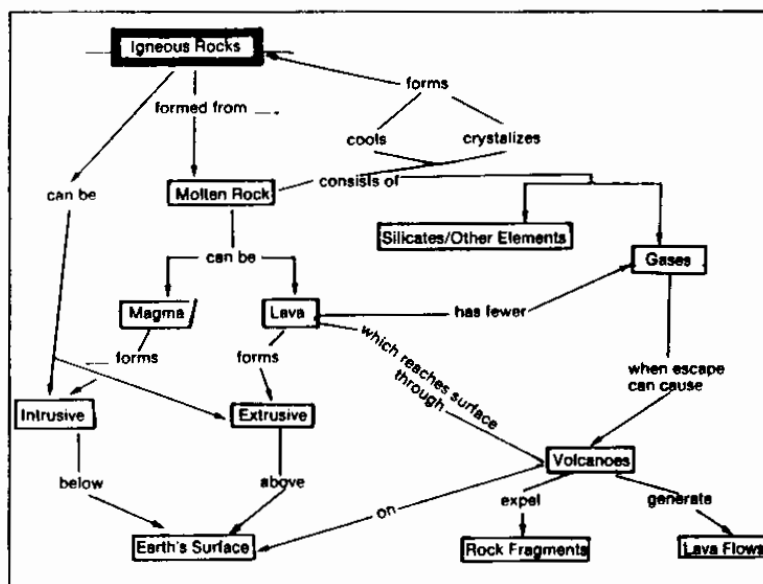 Igneous Rocks
forms
formed from
cools
crystalizes
can be
Molten Rock
consists of
Silicates/Other Elements
can be
Gases
Magma
Lava
has fewer
forms
forms
which reaches surface
through
when escape
can cause
Intrusive
Extrusive
Volcanoes
below
above
on
expel
generate
Earth's Surface
Rock Fragments
Lava Flows